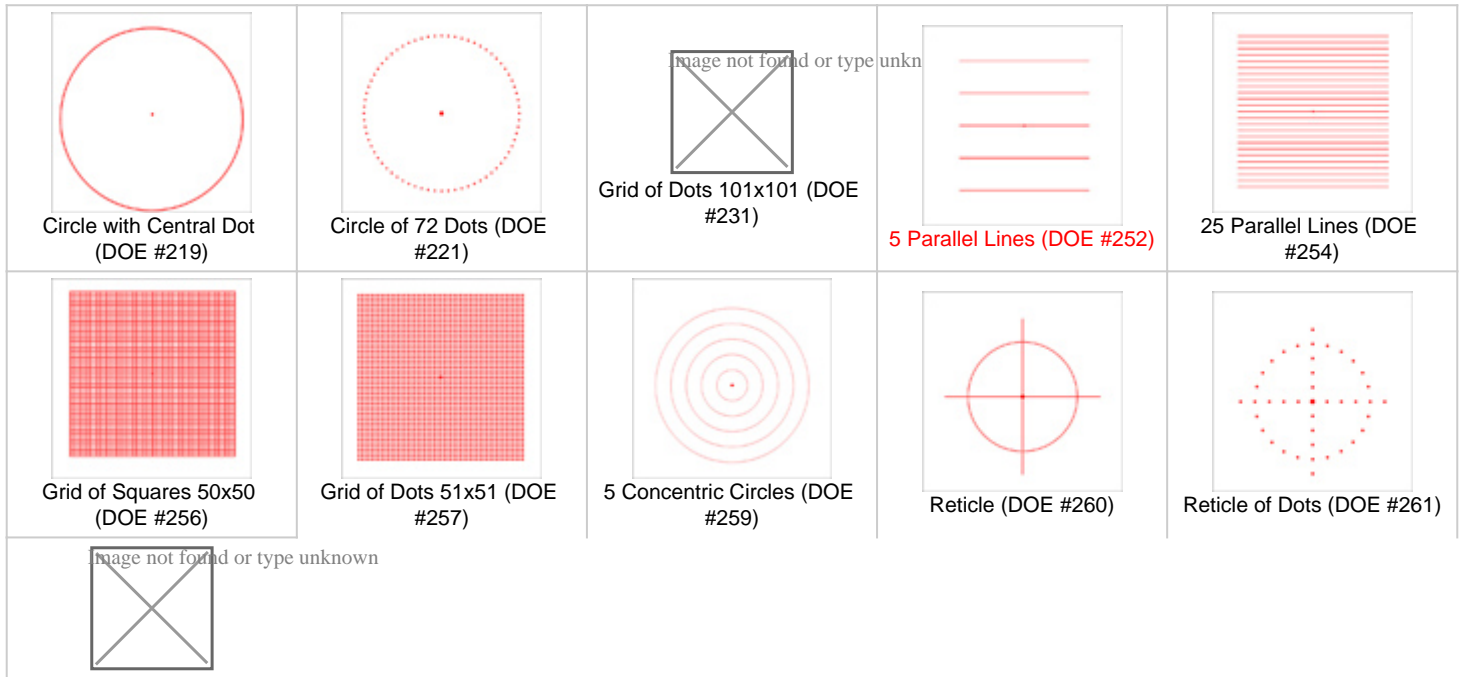 Circle with Central Dot
(DOE #219)
Circle of 72 Dots (DOE
#221)
Image not found or type unkn
Grid of Dots 101x101 (DOE
#231)
5 Parallel Lines (DOE #252)
25 Parallel Lines (DOE
#254)
Grid of Squares 50x50
(DOE #256)
Grid of Dots 51x51 (DOE
#257)
5 Concentric Circles (DOE
#259)
Reticle (DOE #260)
Reticle of Dots (DOE #261)
Image not found or type unknown